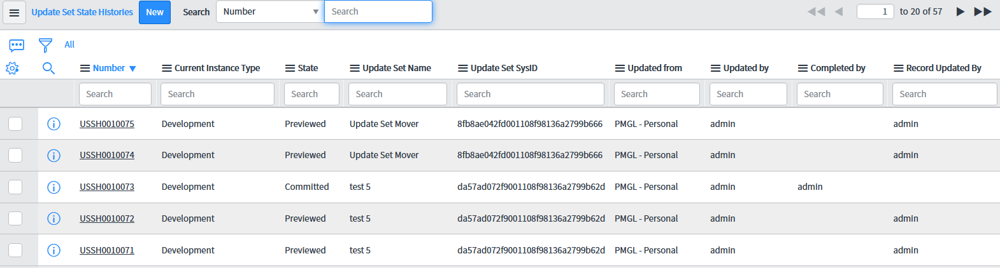 Update Set State Histories New Search Number Search 1 to 20 of 57
All
Number Current Instance Type State Update Set Name Update Set SysID Updated from Updated by Completed by Record Updated By
Search Search Search Search Search Search Search Search Search
USSH0010075 Development Previewed Update Set Mover 8fb8ae042fd001108f98136a2799b666 PMGL - Personal admin admin
USSH0010074 Development Previewed Update Set Mover 8fb8ae042fd001108f98136a2799b666 PMGL - Personal admin admin
USSH0010073 Development Committed test 5 da57ad072f9001108f98136a2799b62d PMGL - Personal admin admin
USSH0010072 Development Previewed test 5 da57ad072f9001108f98136a2799b62d PMGL - Personal admin admin
USSH0010071 Development Previewed test 5 da57ad072f9001108f98136a2799b62d PMGL - Personal admin admin